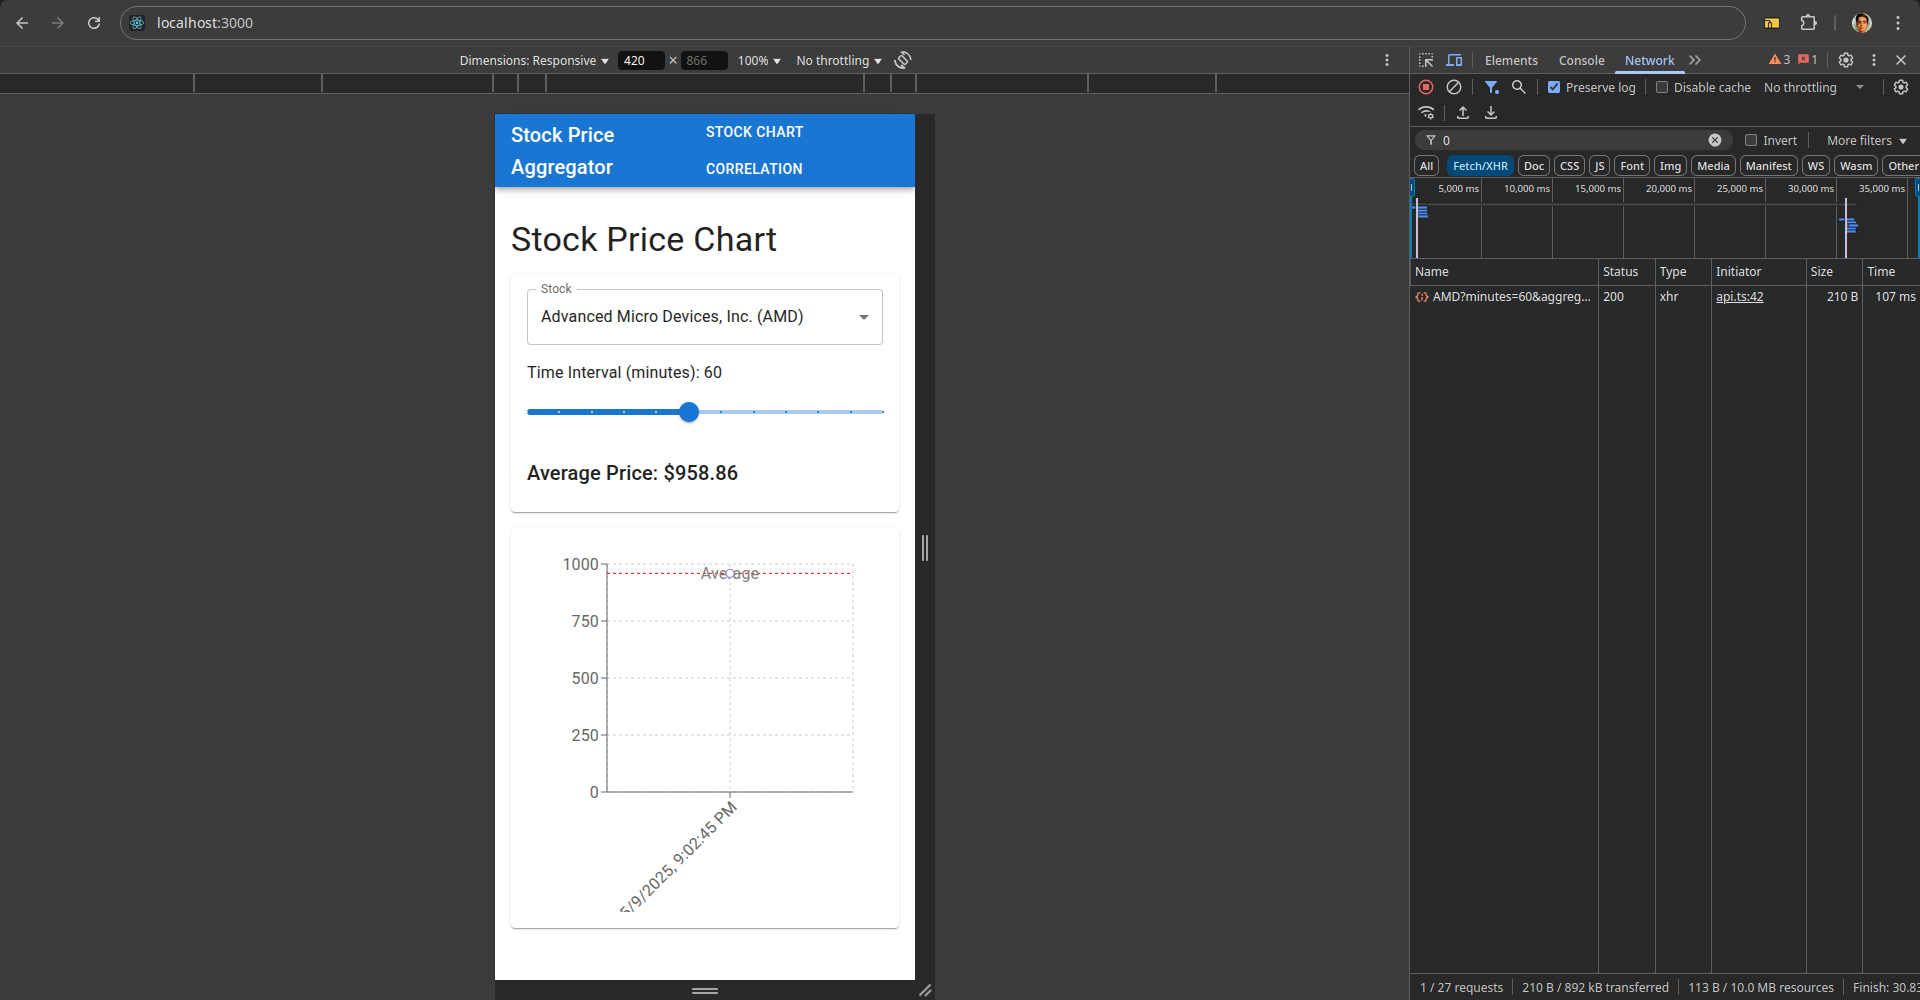 localhost:3000
Dimensions: Responsive 420 × 866 100% No throttling
Elements Console Network 3 1
Preserve log Disable cache No throttling
0 Invert More filters
All Fetch/XHR Doc CSS JS Font Img Media Manifest WS Wasm Other
5,000 ms 10,000 ms 15,000 ms 20,000 ms 25,000 ms 30,000 ms 35,000 ms
Name Status Type Initiator Size Time
AMD?minutes=60&aggreg... 200 xhr api.ts:42 210 B 107 ms
1 / 27 requests 210 B / 892 kB transferred 113 B / 10.0 MB resources Finish: 30.83
Stock Price
Aggregator
STOCK CHART
CORRELATION
Stock Price Chart
Stock
Advanced Micro Devices, Inc. (AMD)
Time Interval (minutes): 60
Average Price: $958.86
1000
Average
750
500
250
0
5/9/2025, 9:02:45 PM